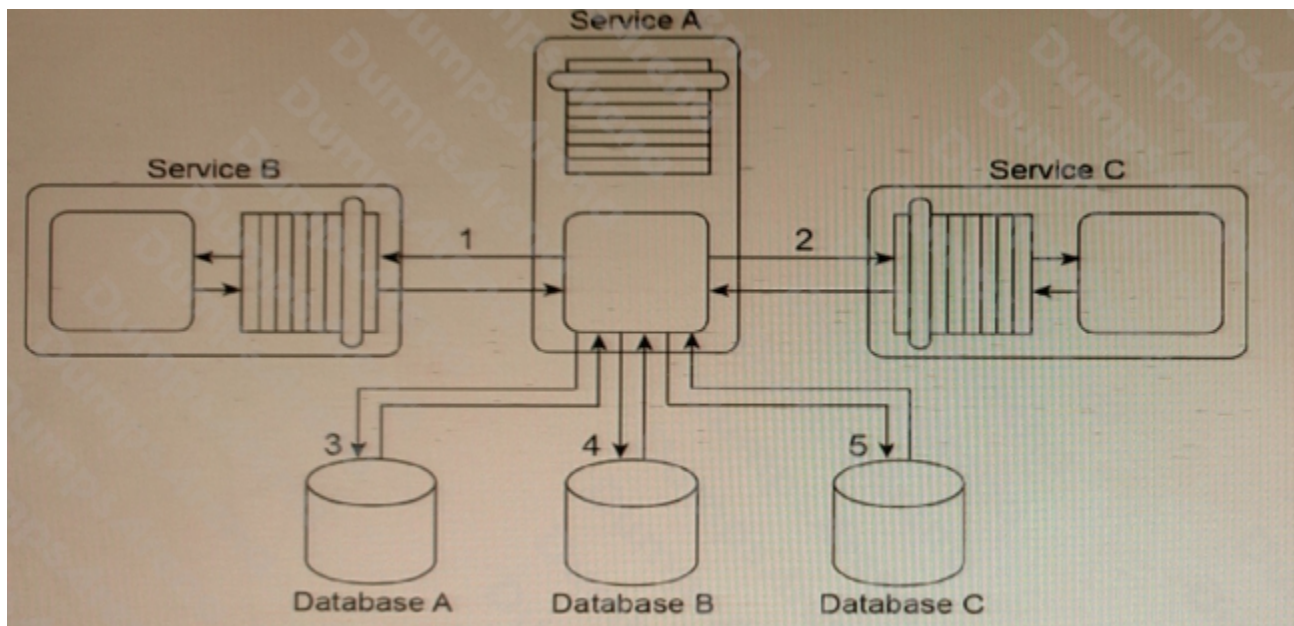 Service A
Service B
Service C
1
2
3
4
5
Database A
Database B
Database C